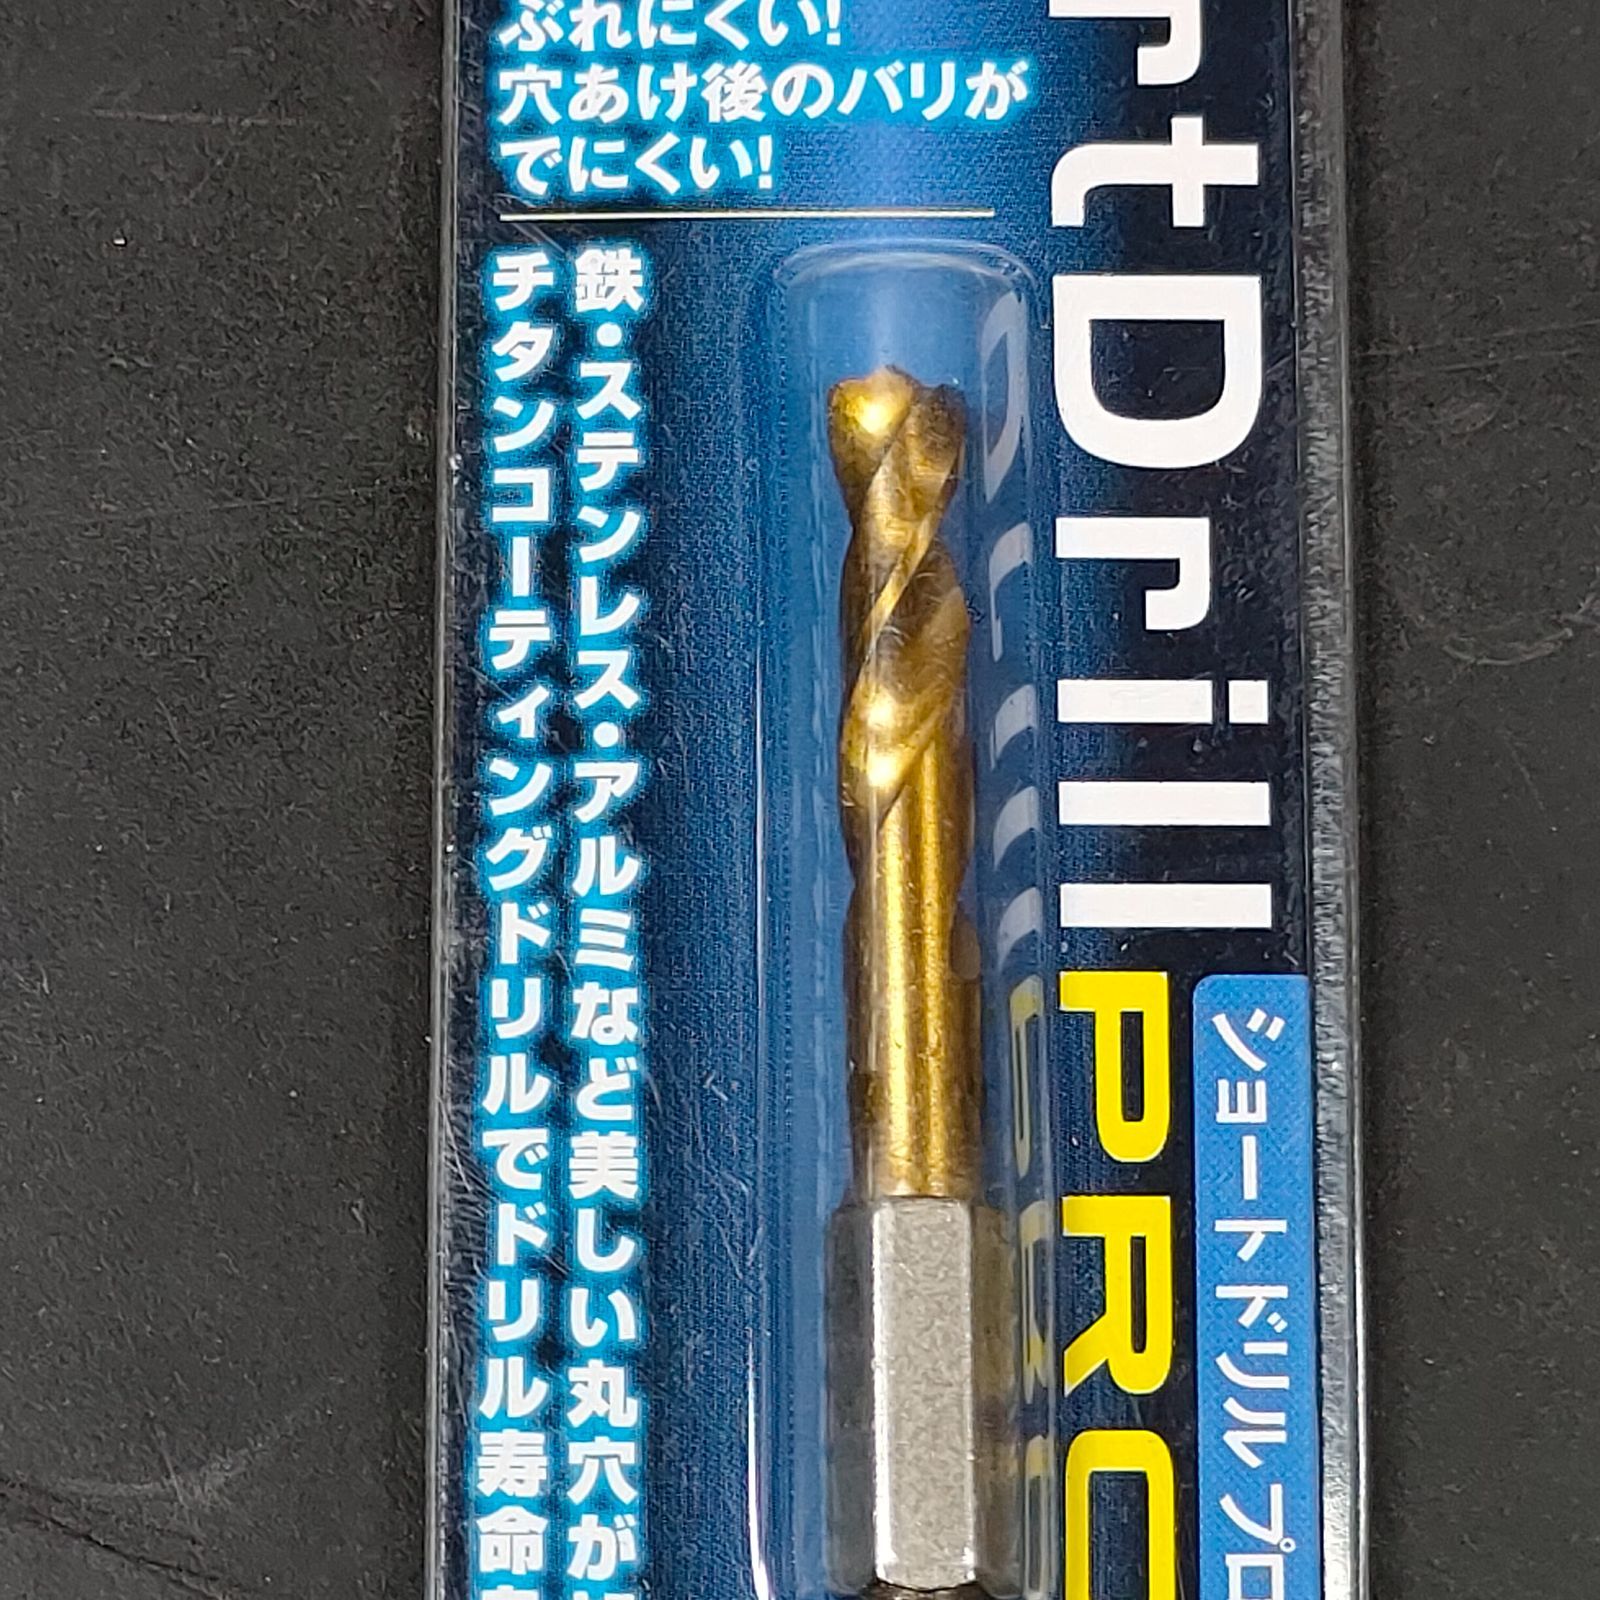 ぶれにくい!
穴あけ後のバリが
でにくい!
鉄・ステンレス・アルミなど美しい丸穴が
チタンコーティングドリルでドリル寿命
rtDrill PRO
ショートドリルプロ